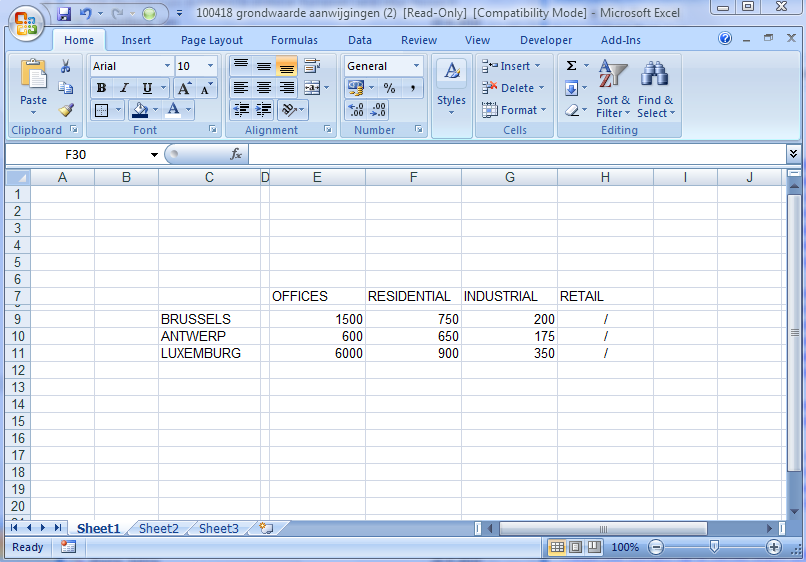 100418 grondwaarde aanwijgingen (2) [Read-Only] [Compatibility Mode] - Microsoft Excel
Home Insert Page Layout Formulas Data Review View Developer Add-Ins
Arial 10 General Insert Σ
Paste B I U A A % , Styles Delete Sort & Filter Find & Select
A .00 .0 Format
Clipboard Font Alignment Number Cells Editing
F30 fx
A B C D E F G H I J
1
2
3
4
5
6
7 OFFICES RESIDENTIAL INDUSTRIAL RETAIL
9 BRUSSELS 1500 750 200 /
10 ANTWERP 600 650 175 /
11 LUXEMBURG 6000 900 350 /
12
13
14
15
16
17
18
19
20
Sheet1 Sheet2 Sheet3
Ready 100%